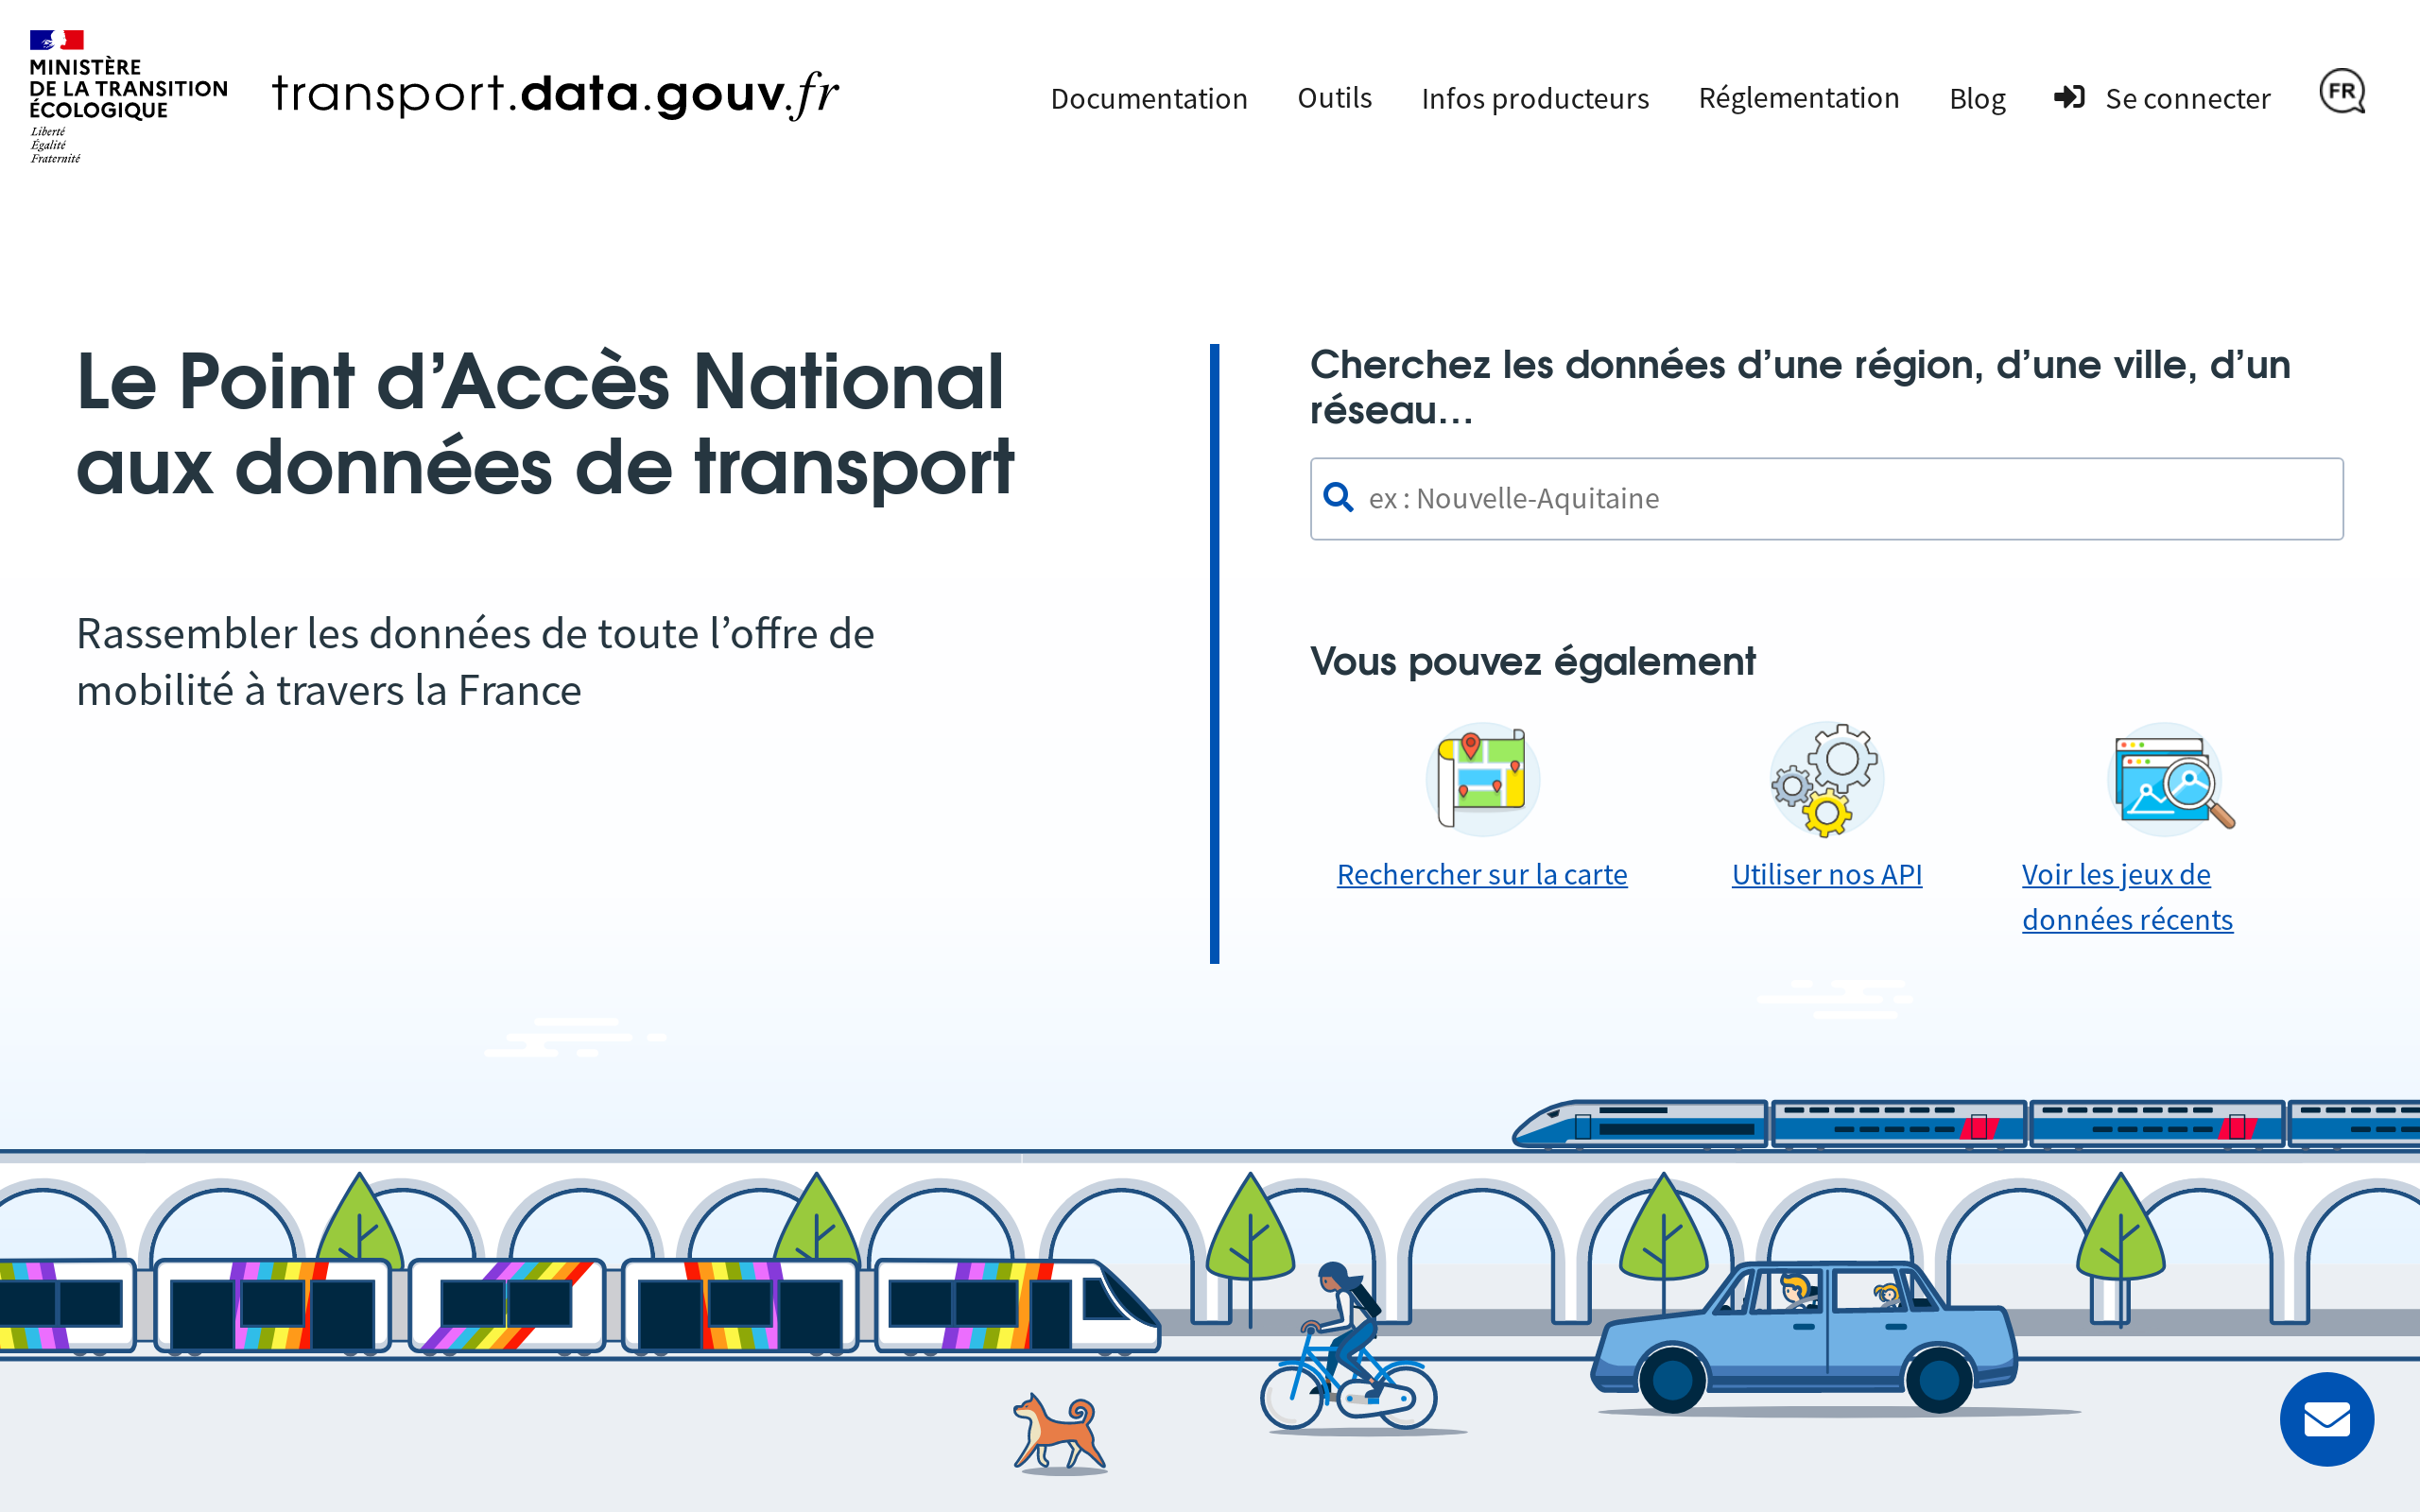 MINISTÈRE
DE LA TRANSITION
ÉCOLOGIQUE
Liberté
Égalité
Fraternité
transport.data.gouv.fr
Documentation
Outils
Infos producteurs
Réglementation
Blog
Se connecter
FR
Le Point d’Accès National
aux données de transport
Rassembler les données de toute l’offre de
mobilité à travers la France
Cherchez les données d’une région, d’une ville, d’un
réseau…
ex : Nouvelle-Aquitaine
Vous pouvez également
Rechercher sur la carte
Utiliser nos API
Voir les jeux de
données récents